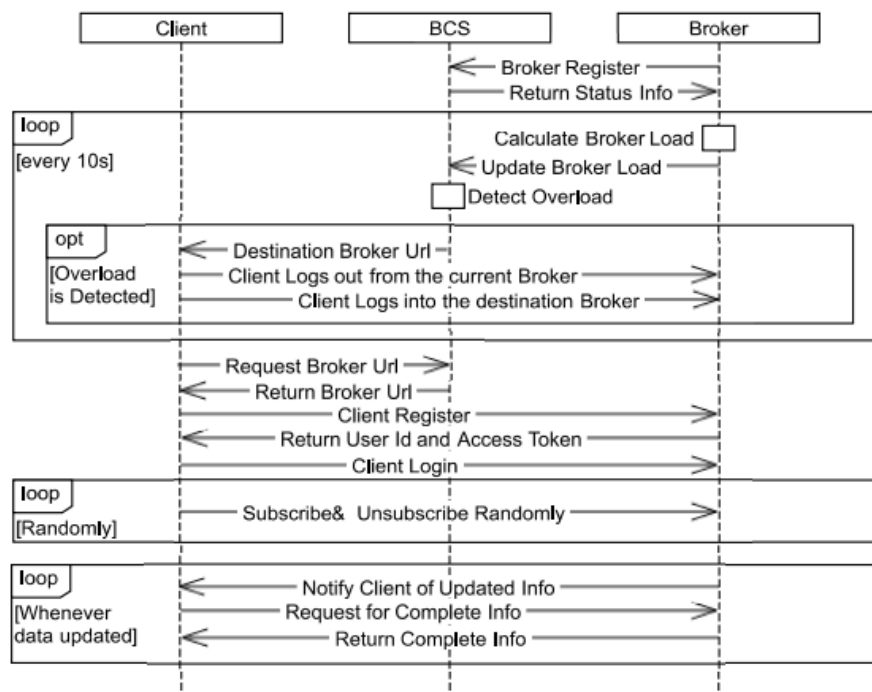 Client
BCS
Broker
Broker Register
Return Status Info
loop
Calculate Broker Load
[every 10s]
Update Broker Load
Detect Overload
opt
Destination Broker Url
[Overload
is Detected]
Client Logs out from the current Broker
Client Logs into the destination Broker
Request Broker Url
Return Broker Url
Client Register
Return User Id and Access Token
Client Login
loop
[Randomly]
Subscribe& Unsubscribe Randomly
loop
Notify Client of Updated Info
[Whenever
data updated]
Request for Complete Info
Return Complete Info